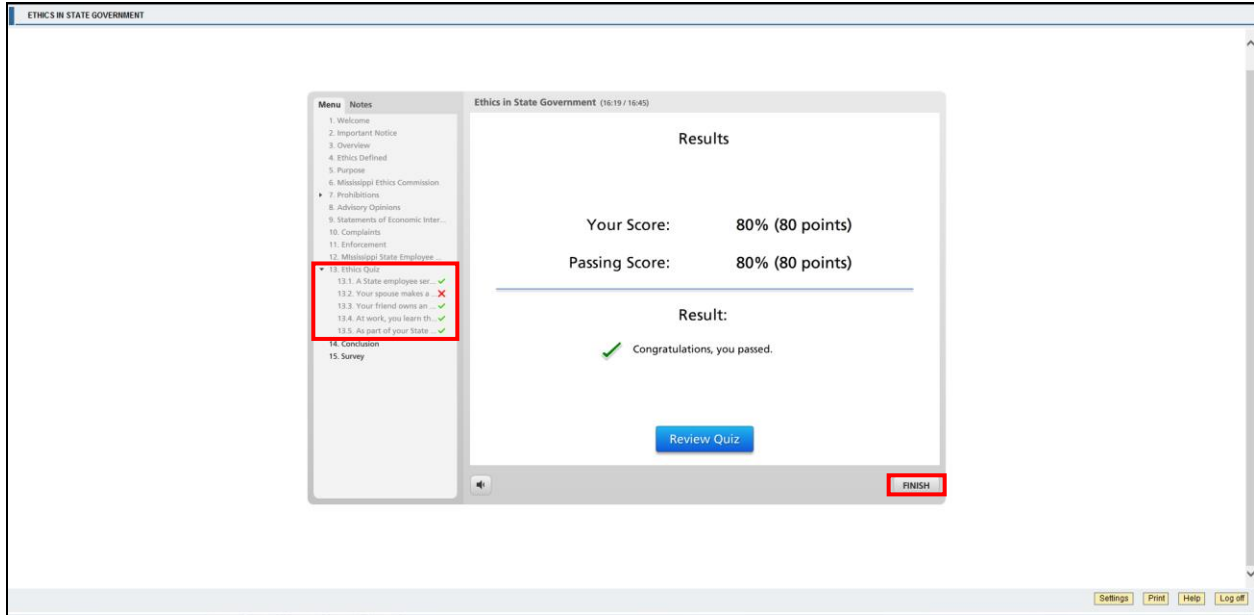 ETHICS IN STATE GOVERNMENT
Menu Notes
1. Welcome
2. Important Notice
3. Overview
4. Ethics Defined
5. Purpose
6. Mississippi Ethics Commission
7. Prohibitions
8. Advisory Opinions
9. Statements of Economic Inter...
10. Complaints
11. Enforcement
12. Mississippi State Employee ...
13. Ethics Quiz
13.1. A State employee ser...
13.2. Your spouse makes a ...
13.3. Your friend owns an ...
13.4. At work, you learn th...
13.5. As part of your State ...
14. Conclusion
15. Survey
Ethics in State Government (16:19 / 16:45)
Results
Your Score: 80% (80 points)
Passing Score: 80% (80 points)
Result:
Congratulations, you passed.
Review Quiz
FINISH
Settings Print Help Log off